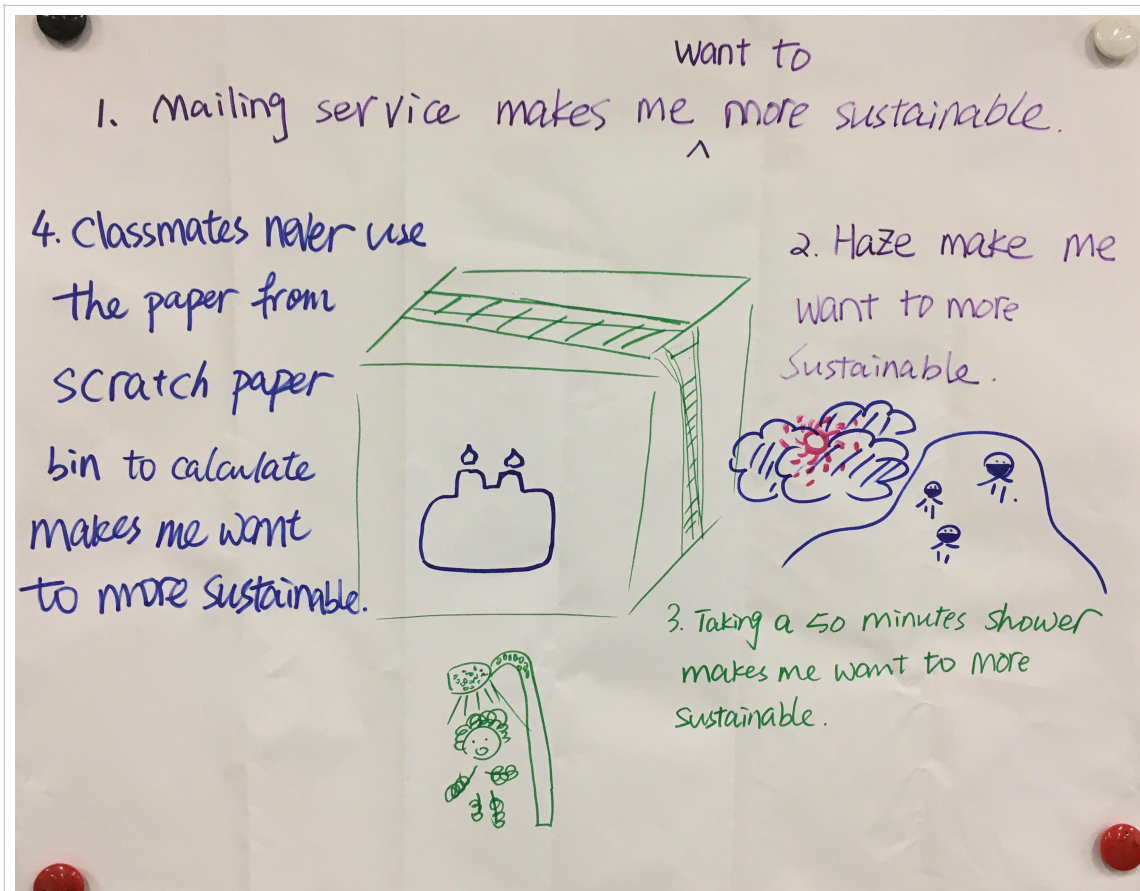 want to
1. Mailing service makes me ^ more sustainable.
2. Haze make me
want to more
sustainable.
3. Taking a 50 minutes shower
makes me want to more
sustainable.
4. Classmates never use
the paper from
scratch paper
bin to calculate
makes me want
to more sustainable.